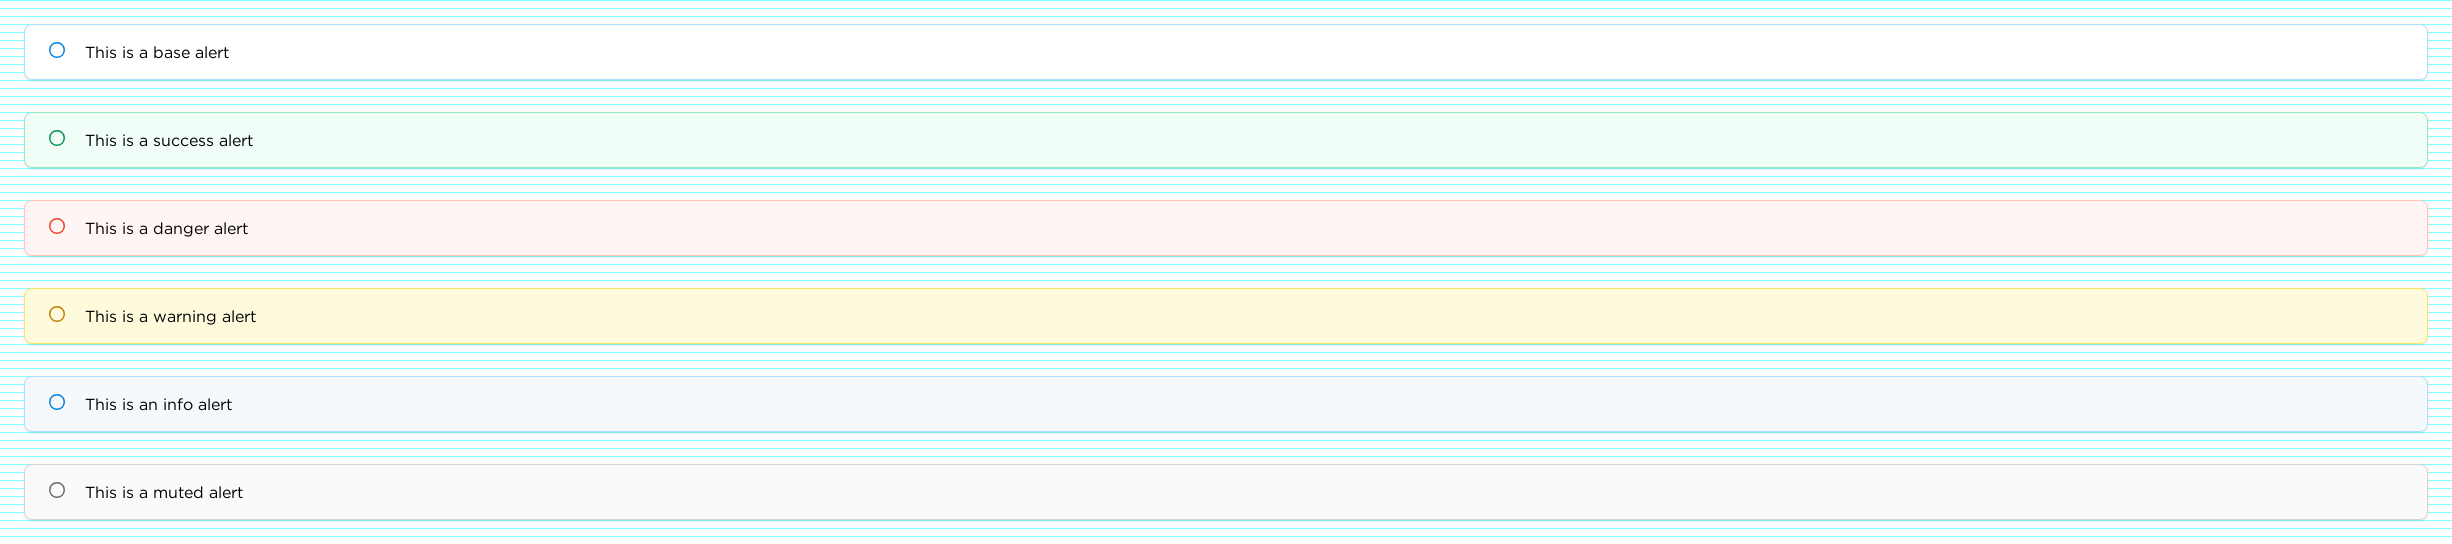 This is a base alert
This is a success alert
This is a danger alert
This is a warning alert
This is an info alert
This is a muted alert